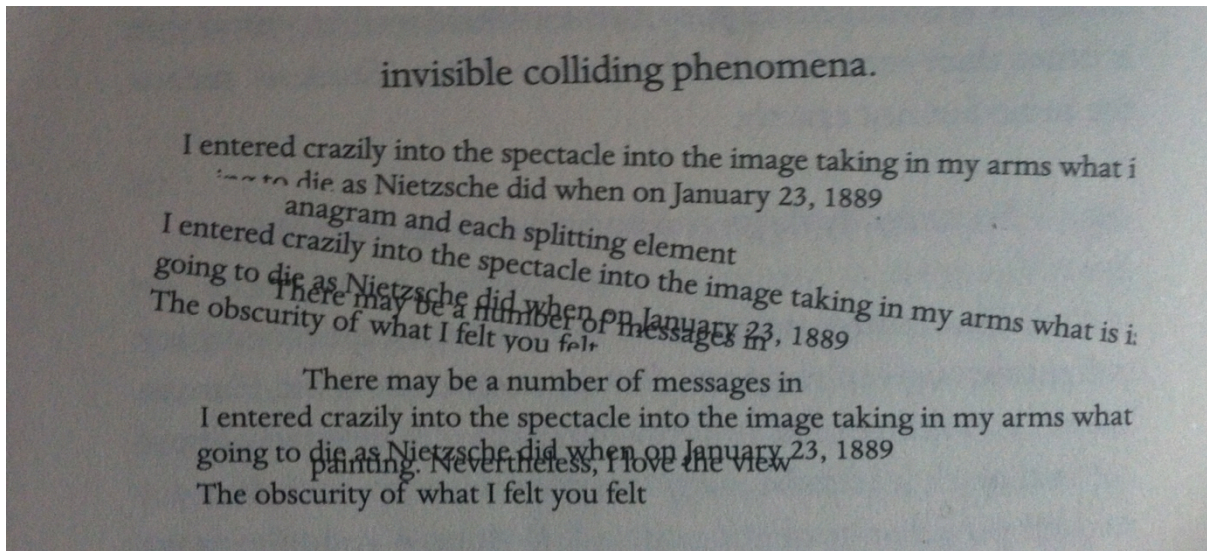 invisible colliding phenomena.
I entered crazily into the spectacle into the image taking in my arms what i
to die as Nietzsche did when on January 23, 1889
anagram and each splitting element
I entered crazily into the spectacle into the image taking in my arms what is i
going to die as Nietzsche did when on January 23, 1889
There may be a number of messages in
The obscurity of what I felt you felt
There may be a number of messages in
I entered crazily into the spectacle into the image taking in my arms what
going to die as Nietzsche did when on January 23, 1889
painting. Nevertheless, I love the view
The obscurity of what I felt you felt